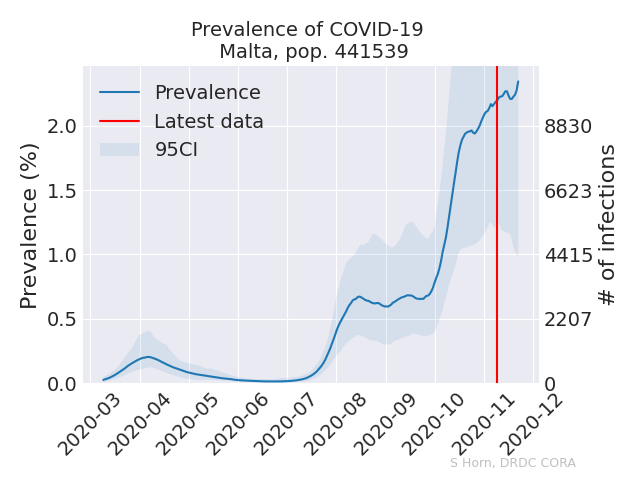 Prevalence of COVID-19
Malta, pop. 441539
Prevalence
Latest data
95CI
Prevalence (%)
2.0
1.5
1.0
0.5
0.0
8830
6623
4415
2207
0
# of infections
2020-03
2020-04
2020-05
2020-06
2020-07
2020-08
2020-09
2020-10
2020-11
2020-12
S Horn, DRDC CORA